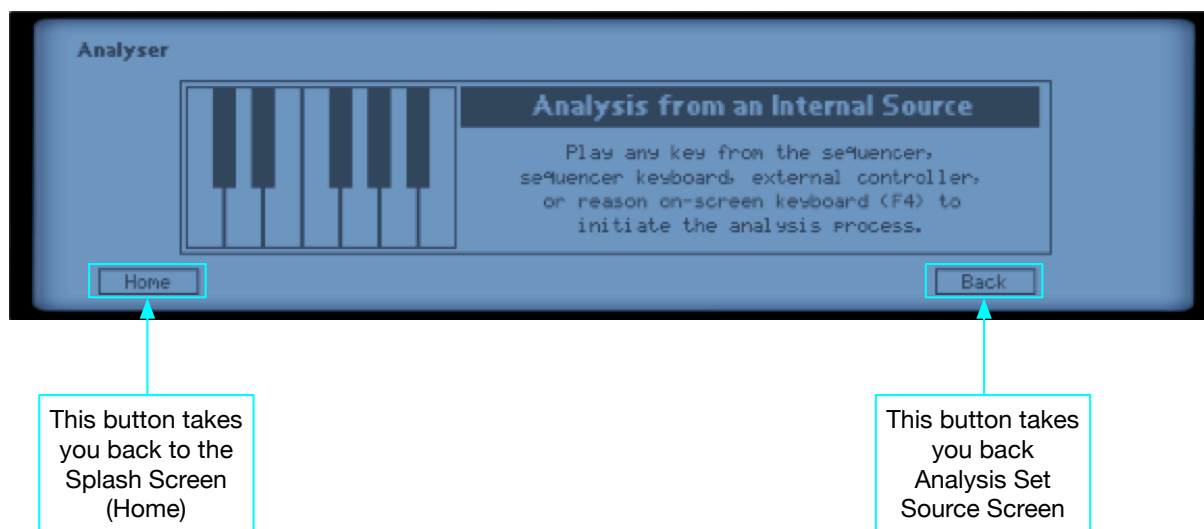 Analyser
Analysis from an Internal Source
Play any key from the sequencer,
sequencer keyboard, external controller,
or reason on-screen keyboard (F4) to
initiate the analysis process.
Home
Back
This button takes
you back to the
Splash Screen
(Home)
This button takes
you back
Analysis Set
Source Screen